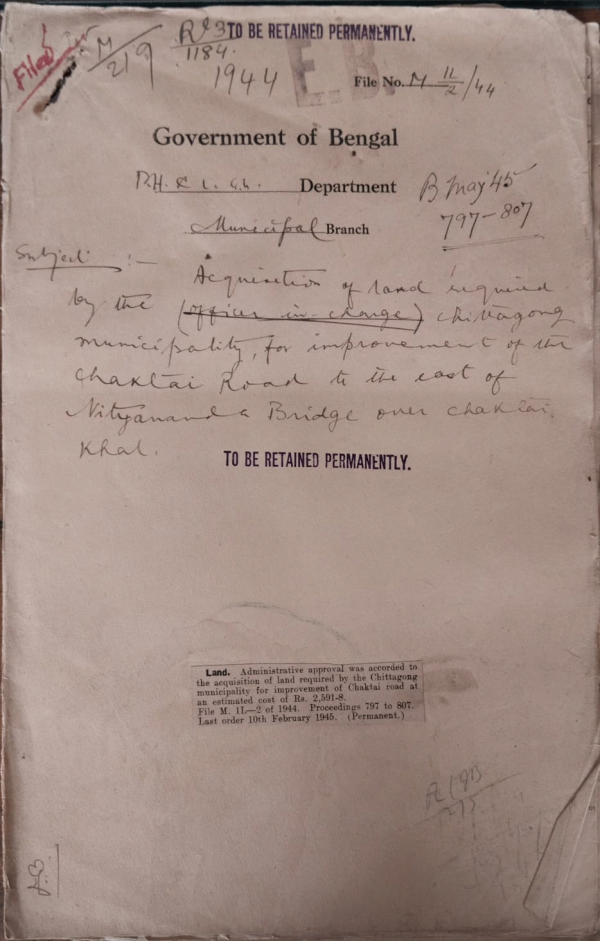 TO BE RETAINED PERMANENTLY.
Filed
M/219
1184.
1944
E.B.
File No. M 1L/2/44
Government of Bengal
P.H. & L.S.G. Department
B May 45
Municipal Branch
797-807
Subject :-
Acquisition of land required
by the (officer in charge) Chittagong
municipality, for improvement of the
Chaktai Road to the east of
Nityananda Bridge over Chaktai
Khal.
TO BE RETAINED PERMANENTLY.
Land. Administrative approval was accorded to
the acquisition of land required by the Chittagong
municipality for improvement of Chaktai road at
an estimated cost of Rs. 2,591-8.
File M. 1L—2 of 1944. Proceedings 797 to 807.
Last order 10th February 1945. (Permanent.)